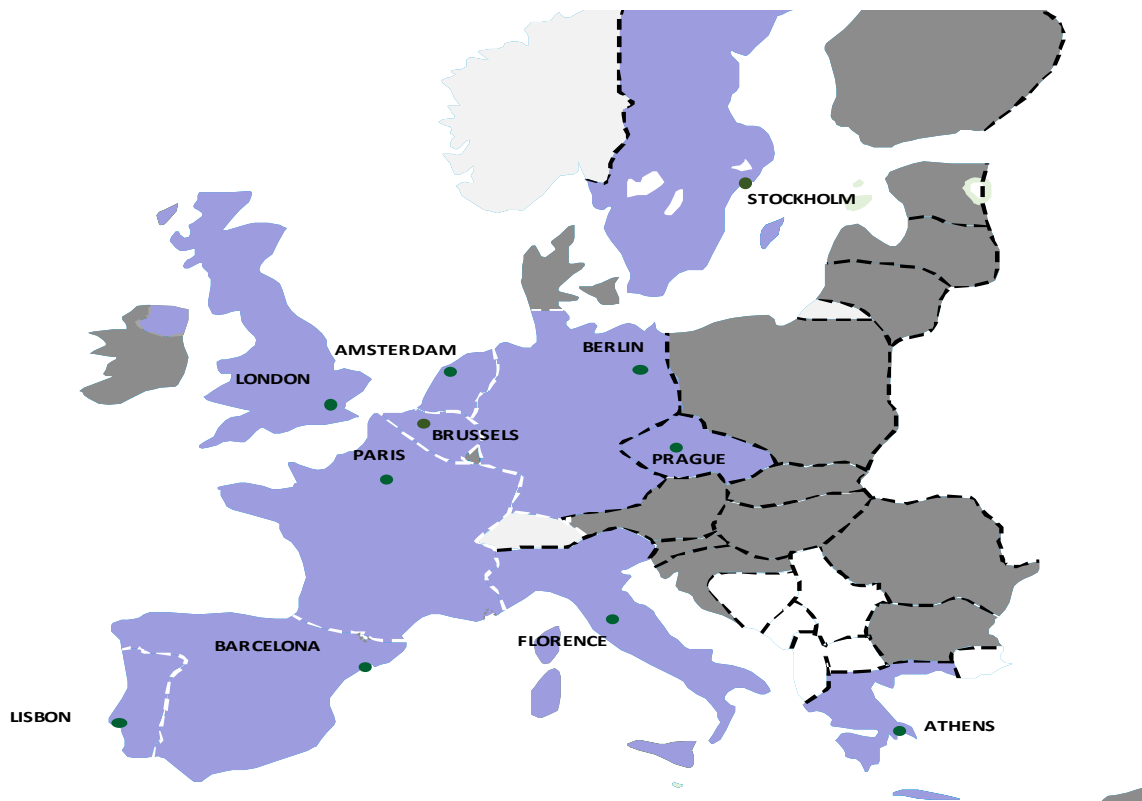 STOCKHOLM
AMSTERDAM
BERLIN
LONDON
BRUSSELS
PARIS
PRAGUE
FLORENCE
BARCELONA
LISBON
ATHENS